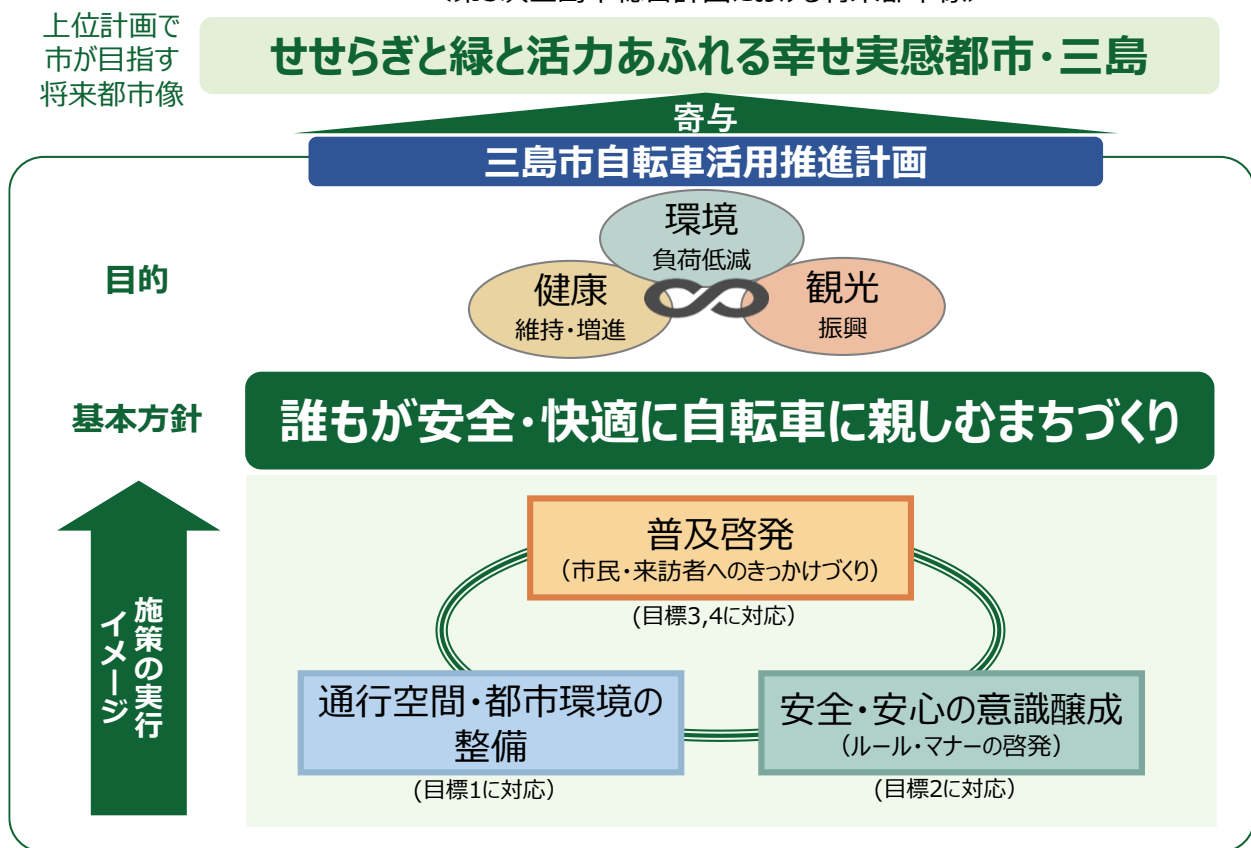 上位計画で
市が目指す
将来都市像
せせらぎと緑と活力あふれる幸せ実感都市・三島
寄与
三島市自転車活用推進計画
目的
環境
負荷低減
健康
維持・増進
観光
振興
基本方針
誰もが安全・快適に自転車に親しむまちづくり
施策の実行
イメージ
普及啓発
（市民・来訪者へのきっかけづくり）
(目標3,4に対応）
通行空間・都市環境の
整備
(目標1に対応）
安全・安心の意識醸成
（ルール・マナーの啓発）
(目標2に対応）